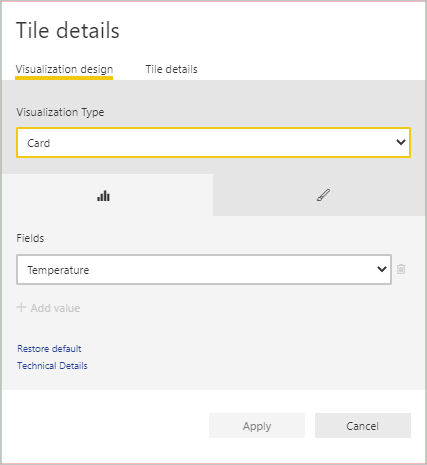 Tile details
Visualization design Tile details
Visualization Type
Card
Fields
Temperature
Add value
Restore default
Technical Details
Apply Cancel